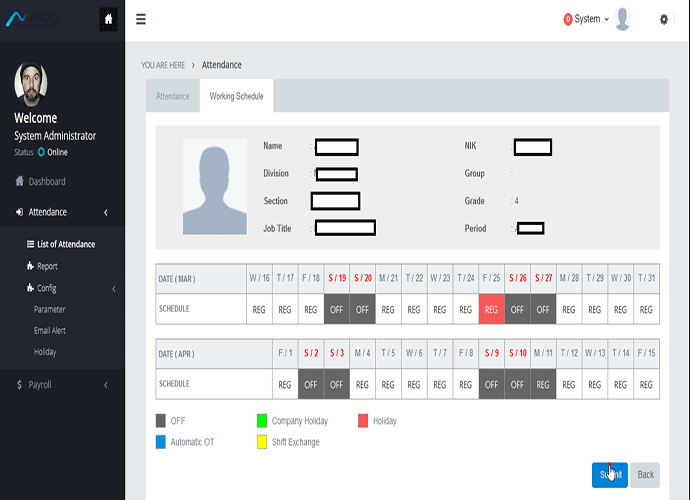 System
0
YOU ARE HERE > Attendance
Attendance
Working Schedule
Welcome
System Administrator
Status Online
Dashboard
Attendance
List of Attendance
Report
Config
Parameter
Email Alert
Holiday
$ Payroll
Name : NIK :
Division : Group :
Section Grade : 4
Job Title : Period :
DATE ( MAR ) W / 16 T / 17 F / 18 S / 19 S / 20 M / 21 T / 22 W / 23 T / 24 F / 25 S / 26 S / 27 M / 28 T / 29 W / 30 T / 31
SCHEDULE REG REG REG OFF OFF REG REG REG REG REG OFF OFF REG REG REG REG
DATE ( APR ) F / 1 S / 2 S / 3 M / 4 T / 5 W / 6 T / 7 F / 8 S / 9 S / 10 M / 11 T / 12 W / 13 T / 14 F / 15
SCHEDULE REG OFF OFF REG REG REG REG REG OFF OFF REG REG REG REG REG
OFF Company Holiday Holiday
Automatic OT Shift Exchange
Submit Back